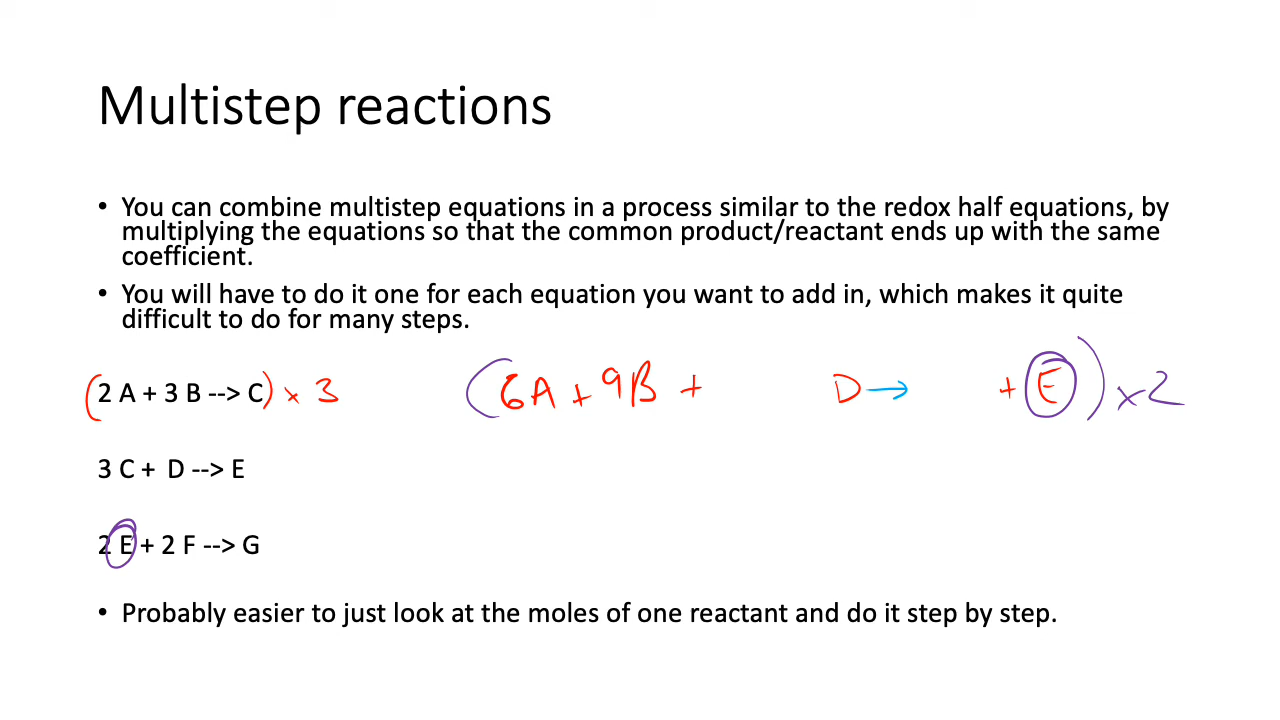 Multistep reactions
• You can combine multistep equations in a process similar to the redox half equations, by
multiplying the equations so that the common product/reactant ends up with the same
coefficient.
• You will have to do it one for each equation you want to add in, which makes it quite
difficult to do for many steps.
(2 A + 3 B --> C) × 3
(6A + 9B + D → + E) × 2
3 C + D --> E
2 E + 2 F --> G
• Probably easier to just look at the moles of one reactant and do it step by step.